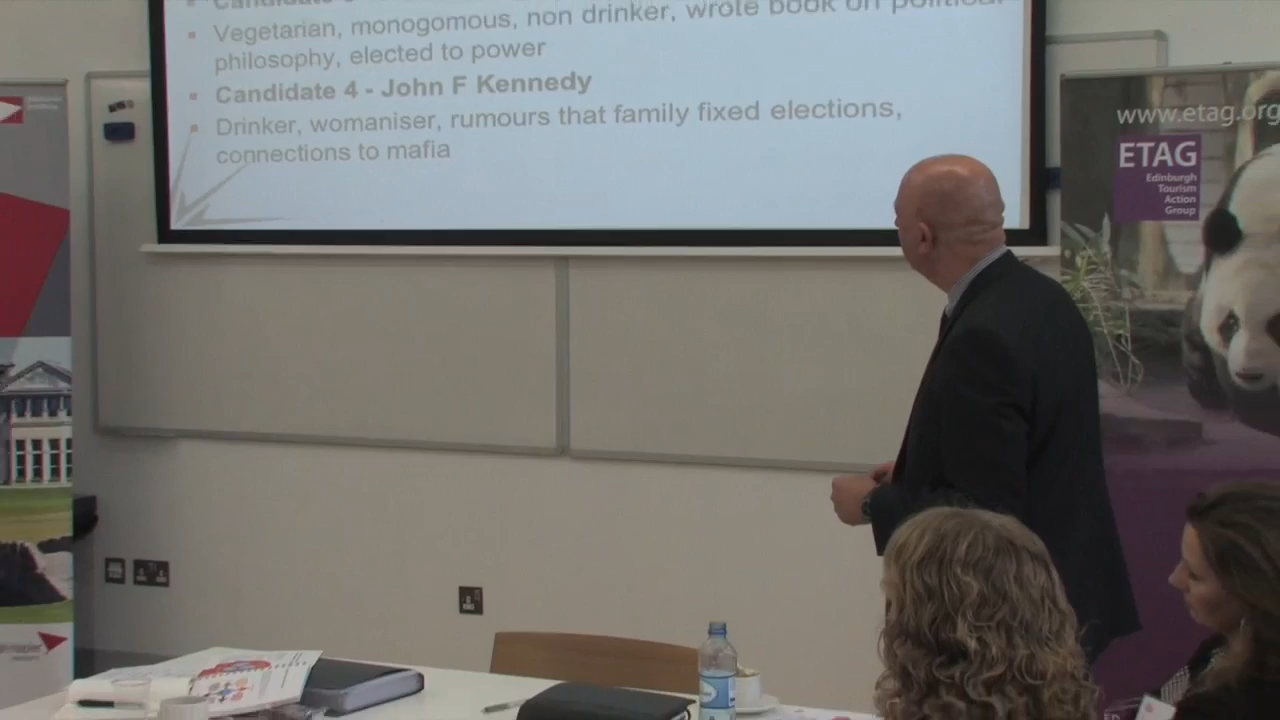 Vegetarian, monogomous, non drinker, wrote book on political
philosophy, elected to power
Candidate 4 - John F Kennedy
Drinker, womaniser, rumours that family fixed elections,
connections to mafia
www.etag.org
ETAG
Edinburgh
Tourism
Action
Group